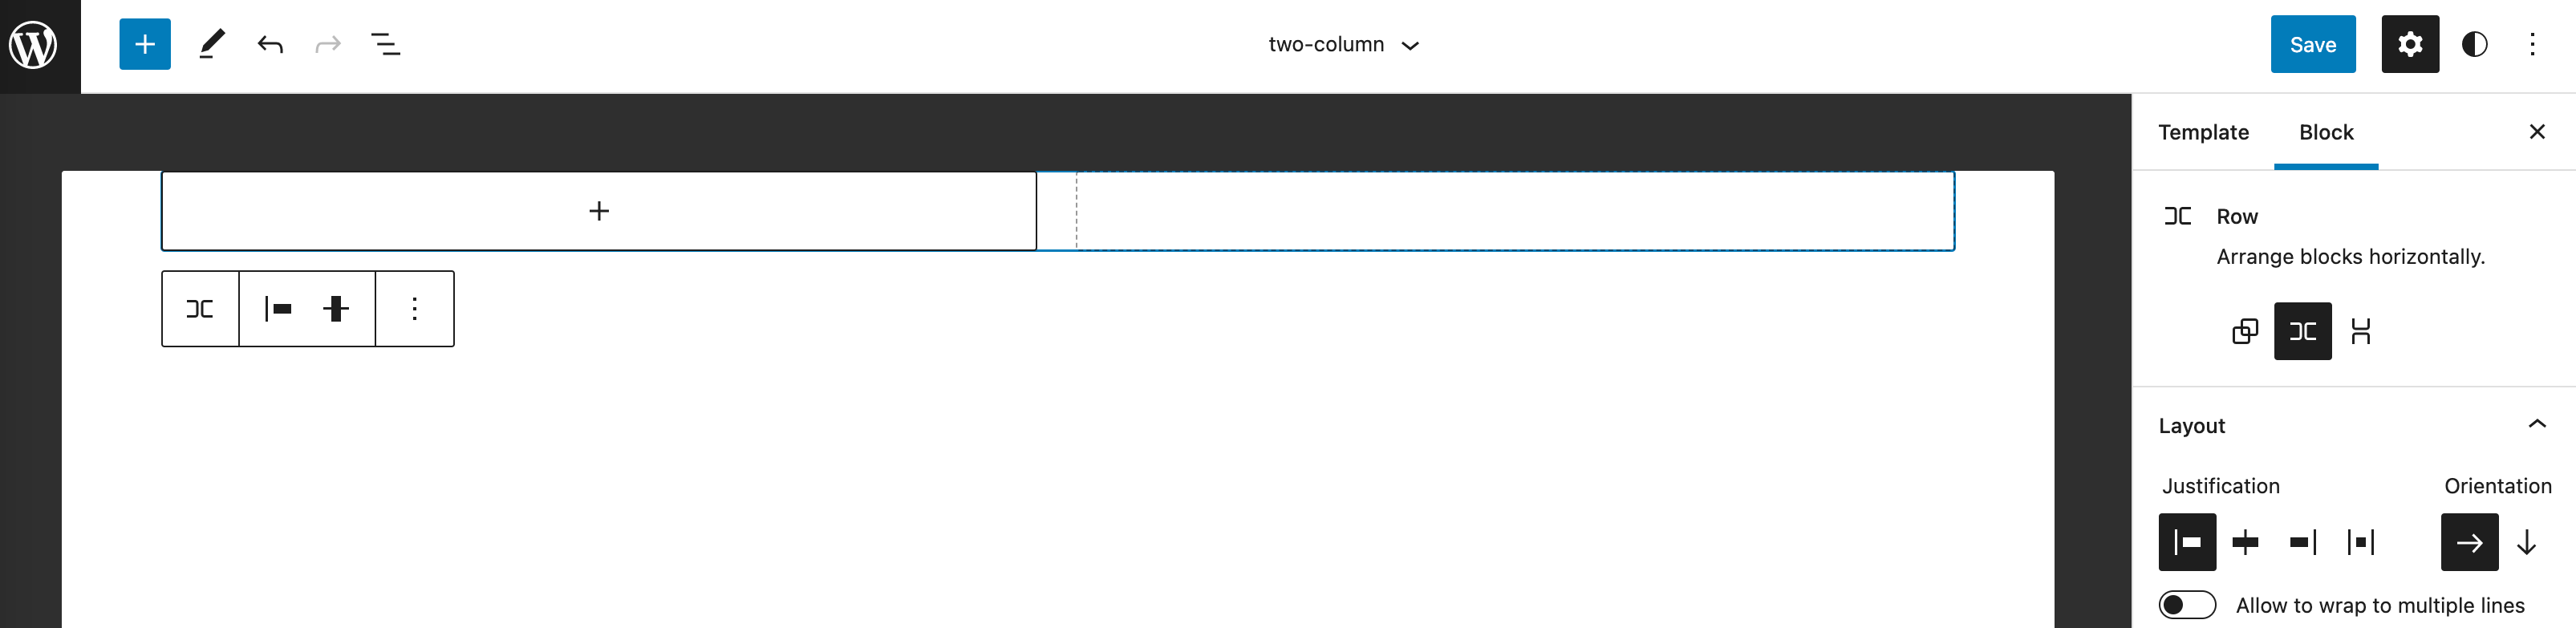 two-column
Save
Template
Block
Row
Arrange blocks horizontally.
Layout
Justification
Orientation
Allow to wrap to multiple lines